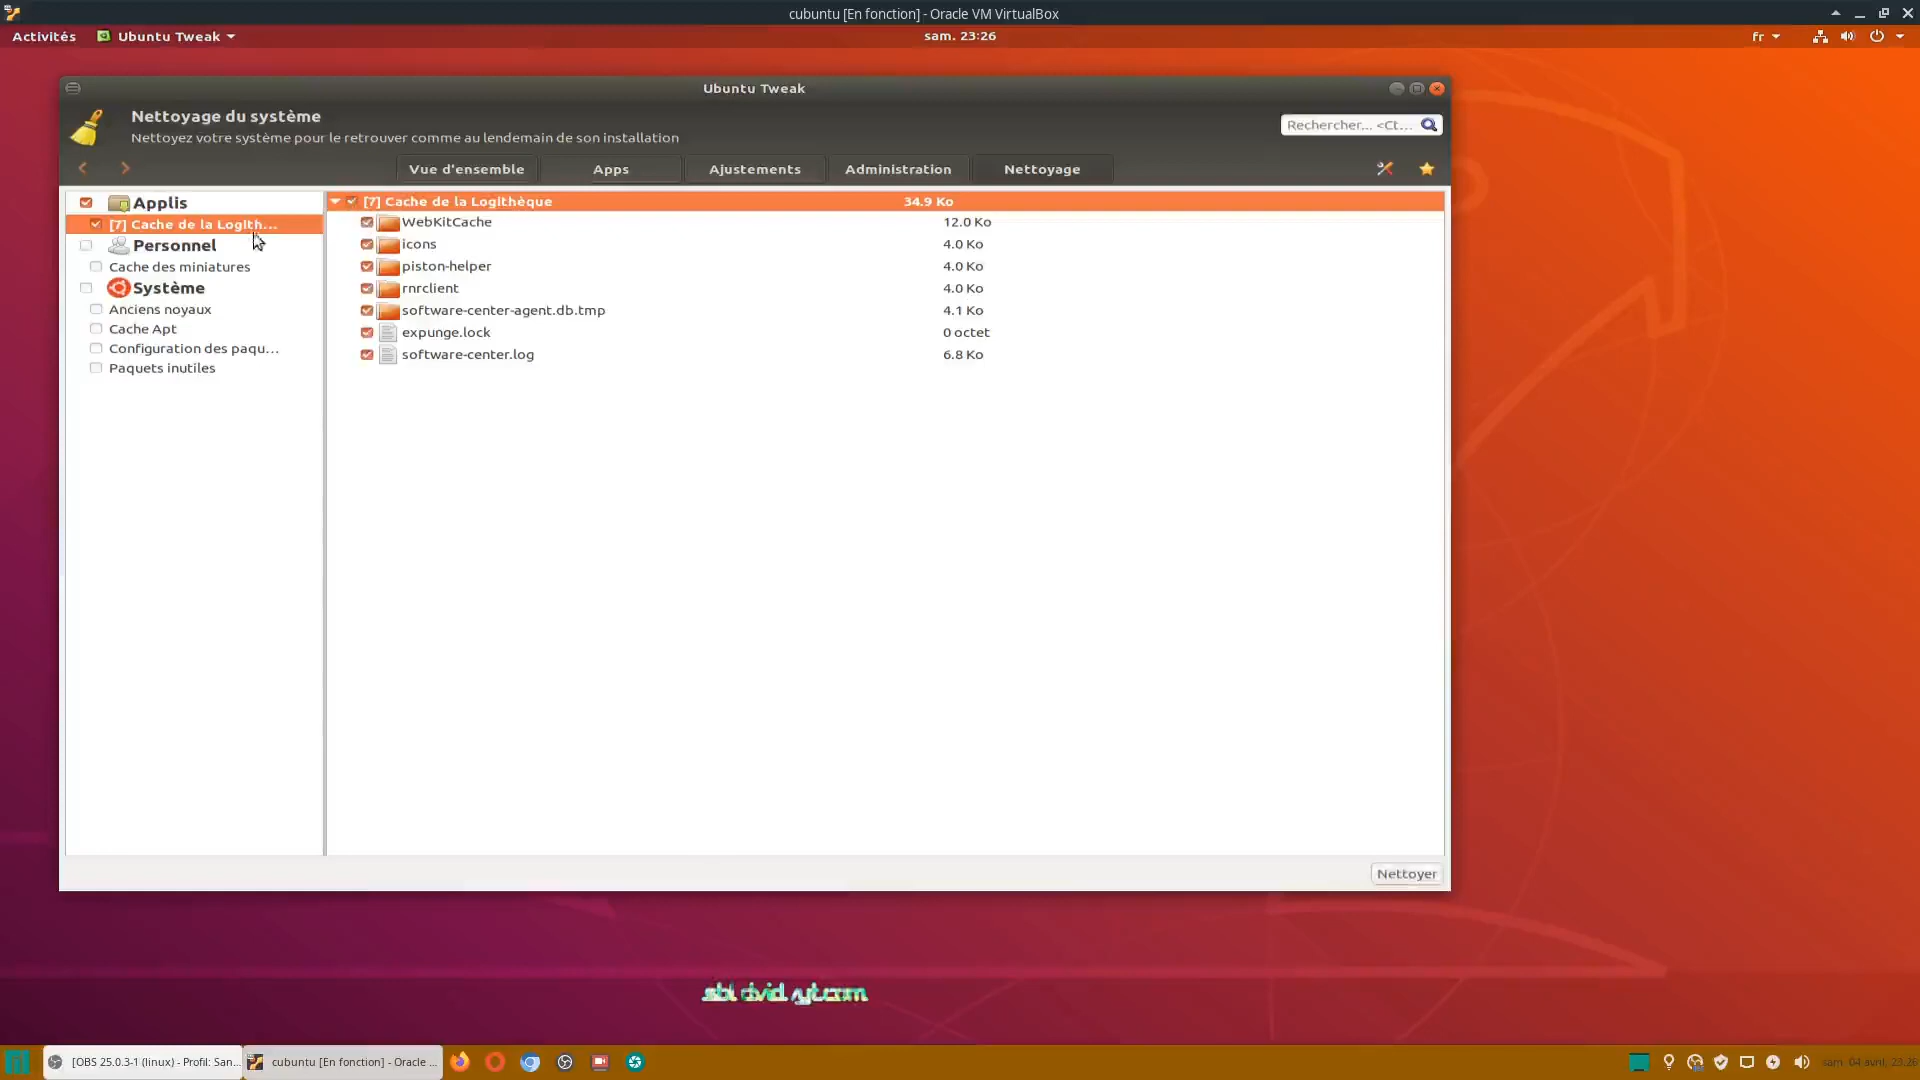 cubuntu [En fonction] - Oracle VM VirtualBox
Activités
Ubuntu Tweak
sam. 23:26
fr
Ubuntu Tweak
Nettoyage du système
Nettoyez votre système pour le retrouver comme au lendemain de son installation
Rechercher... <Ct...
Vue d'ensemble
Apps
Ajustements
Administration
Nettoyage
Applis
[7] Cache de la Logith...
Personnel
Cache des miniatures
Système
Anciens noyaux
Cache Apt
Configuration des paqu...
Paquets inutiles
[7] Cache de la Logithèque 34.9 Ko
WebKitCache 12.0 Ko
icons 4.0 Ko
piston-helper 4.0 Ko
rnrclient 4.0 Ko
software-center-agent.db.tmp 4.1 Ko
expunge.lock 0 octet
software-center.log 6.8 Ko
Nettoyer
[OBS 25.0.3-1 (linux) - Profil: San...
cubuntu [En fonction] - Oracle ...
sam. 04 avril, 23:26